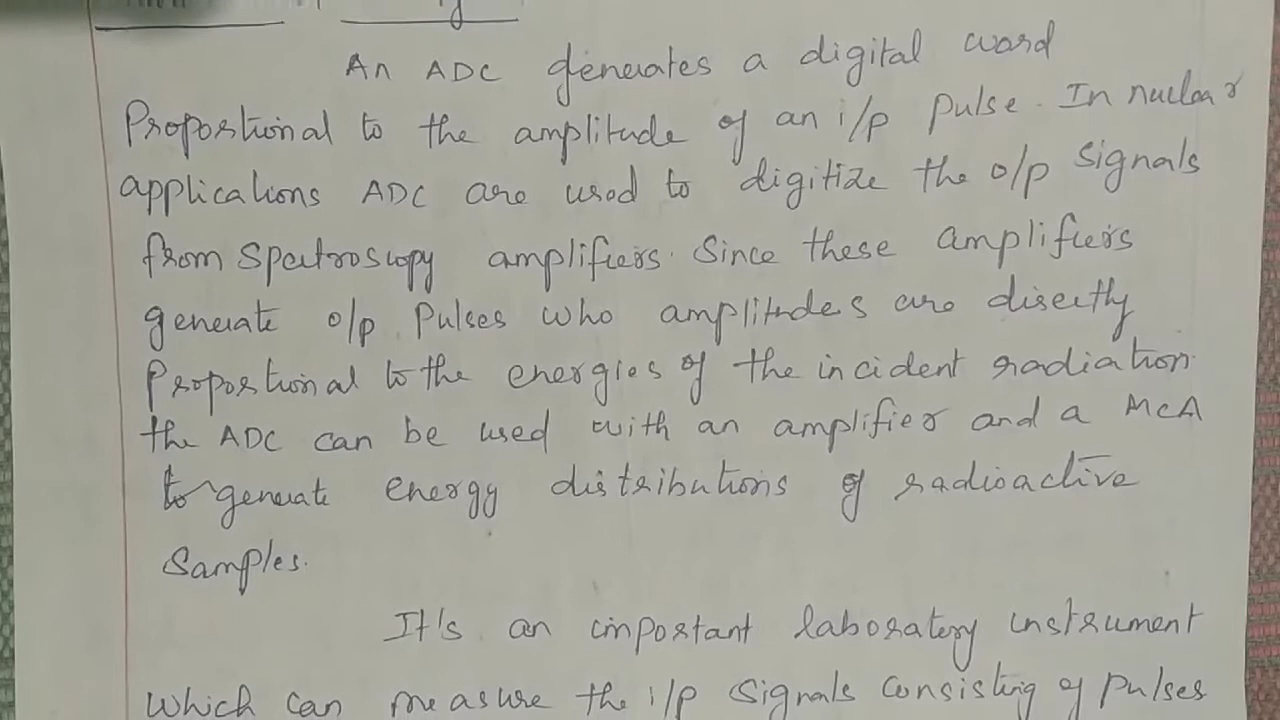 An ADC generates a digital word
Proportional to the amplitude of an i/p pulse. In nuclear
applications ADC are used to digitize the o/p signals
from spectroscopy amplifiers. Since these amplifiers
generate o/p pulses who amplitudes are directly
Proportional to the energies of the incident radiation
the ADC can be used with an amplifier and a MCA
to generate energy distributions of radioactive
samples.
It's an important laboratory instrument
which can measure the i/p signals consisting of pulses